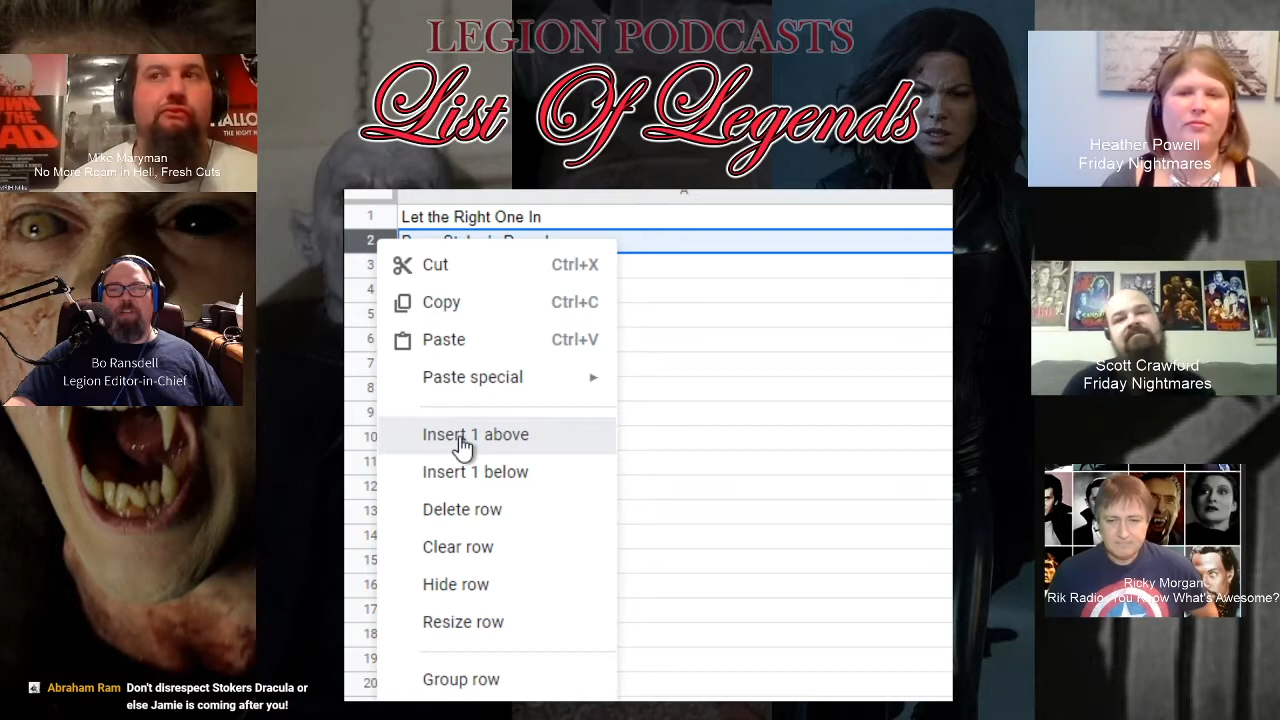 LEGION PODCASTS
List Of Legends
Mike Maryman
No More Room in Hell, Fresh Cuts
Heather Powell
Friday Nightmares
Bo Ransdell
Legion Editor-in-Chief
Scott Crawford
Friday Nightmares
Ricky Morgan
Rik Radio, You Know What's Awesome?
A
1 Let the Right One In
2
3
4
5
6
7
8
9
10
11
12
13
14
15
16
17
18
19
20
Cut Ctrl+X
Copy Ctrl+C
Paste Ctrl+V
Paste special
Insert 1 above
Insert 1 below
Delete row
Clear row
Hide row
Resize row
Group row
Abraham Ram Don't disrespect Stokers Dracula or
else Jamie is coming after you!